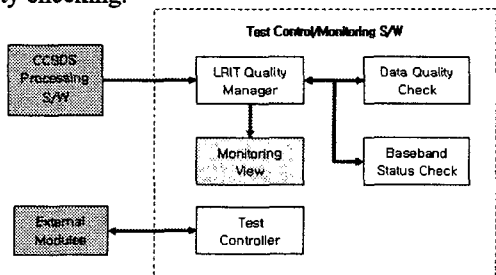 ty checking.
Test Control/Monitoring S/W
CCSDS
Processing
S/W
LRIT Quality
Manager
Data Quality
Check
Monitoring
View
Baseband
Status Check
External
Modules
Test
Controller